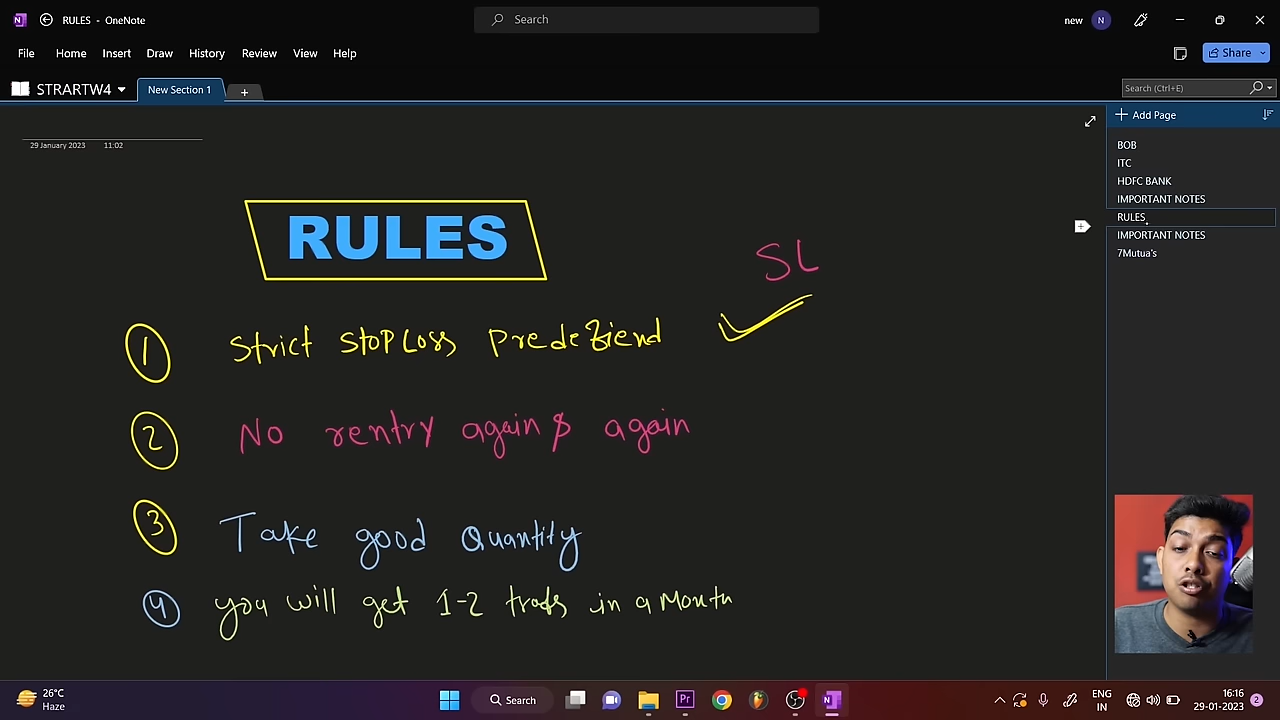 RULES - OneNote
Search
new N
File Home Insert Draw History Review View Help
Share
STRARTW4
New Section 1
+
Search (Ctrl+E)
Add Page
29 January 2023 11:02
BOB
ITC
HDFC BANK
IMPORTANT NOTES
RULES
IMPORTANT NOTES
7Mutua's
RULES
SL
1 Strict StopLoss Predefiend
2 No rentry again & again
3 Take good Quantity
4 you will get 1-2 trads in a Month
26°C
Haze
Search
Pr
N
ENG
IN
16:16
29-01-2023
2